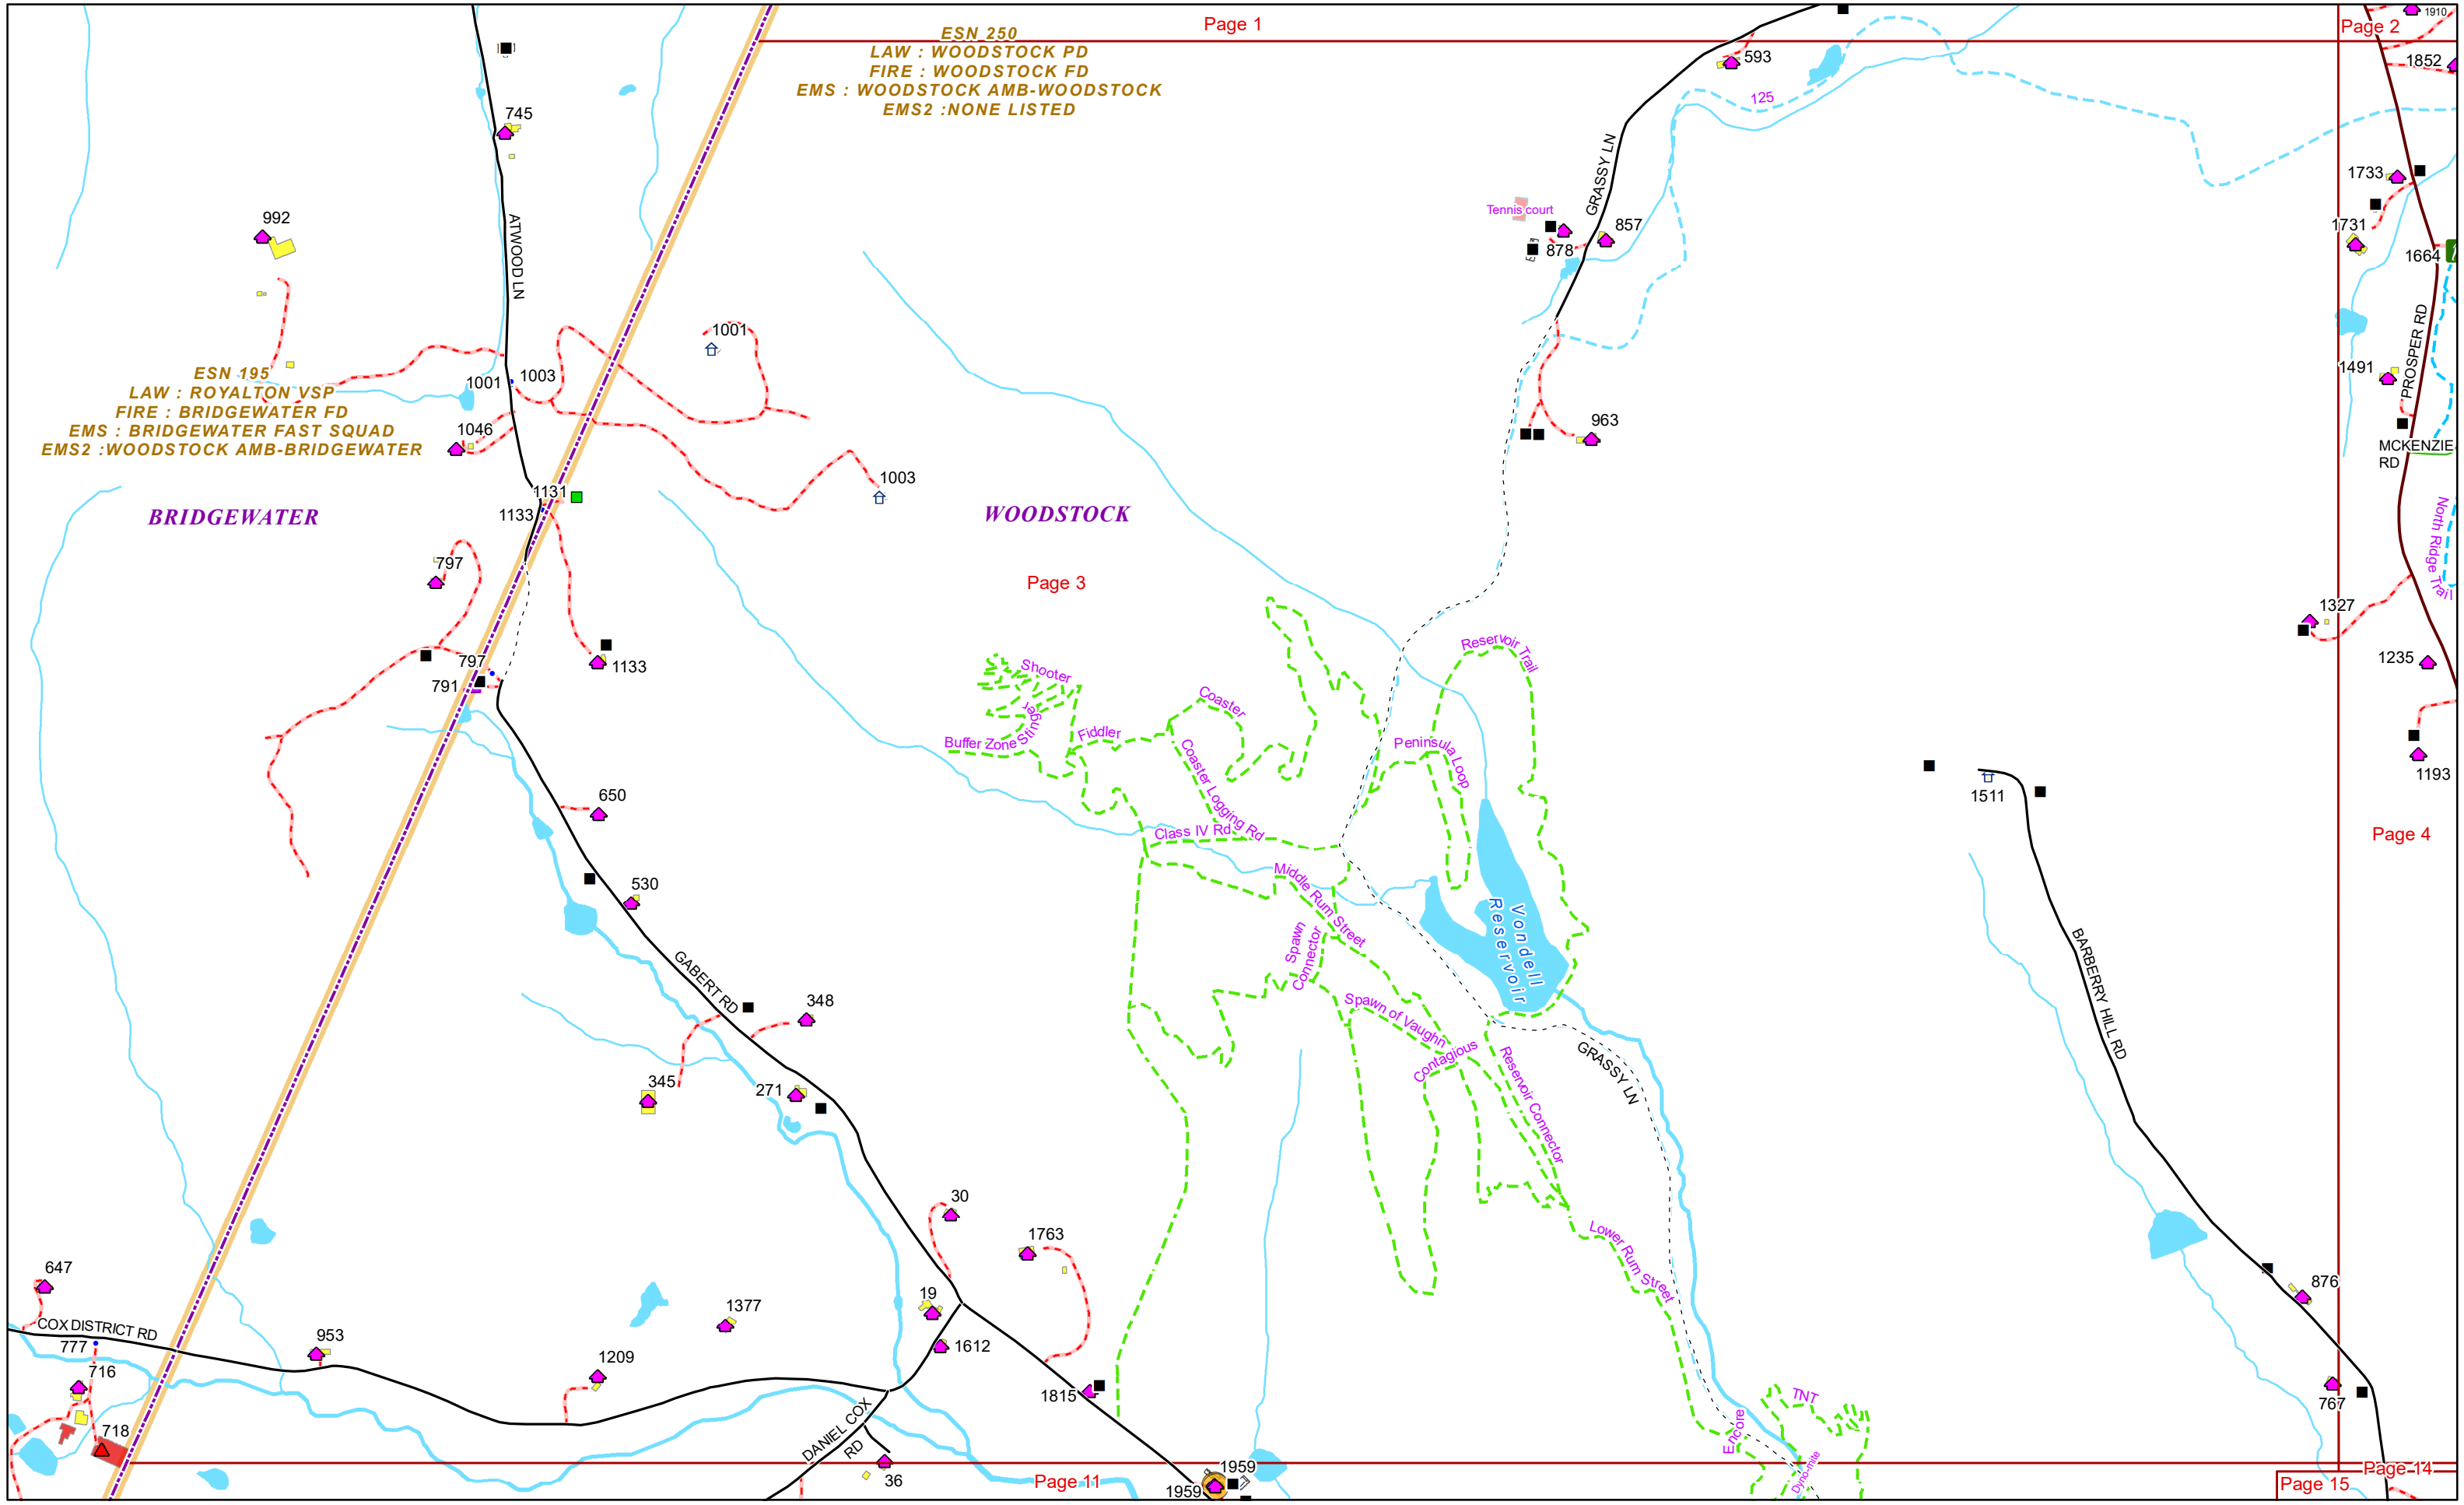 Page 1
Page 2
1910
ESN 250
LAW : WOODSTOCK PD
FIRE : WOODSTOCK FD
EMS : WOODSTOCK AMB-WOODSTOCK
EMS2 :NONE LISTED
593
1852
125
745
ATWOOD LN
GRASSY LN
1733
Tennis court
992
857
878
1731
1664
1001
PROSPER RD
1491
ESN 195
LAW : ROYALTON VSP
FIRE : BRIDGEWATER FD
EMS : BRIDGEWATER FAST SQUAD
EMS2 :WOODSTOCK AMB-BRIDGEWATER
1001
1003
1046
963
MCKENZIE
RD
1003
1131
1133
BRIDGEWATER
WOODSTOCK
North Ridge Trail
797
Page 3
1327
797
791
1133
1235
Shooter
Stinger
Buffer Zone
Fiddler
Coaster
Coaster Logging Rd
Class IV Rd
Reservoir Trail
Peninsula Loop
1193
1511
650
Page 4
530
Middle Rum Street
Spawn
Connector
Vondell
Reservoir
GABERT RD
348
Spawn of Vaughn
Contagious
Reservoir Connector
GRASSY LN
BARBERRY HILL RD
345
271
30
1763
Lower Rum Street
647
876
19
1377
COX DISTRICT RD
777
953
1612
716
1209
1815
767
TNT
Encore
718
DANIEL COX
RD
36
Page 11
1959
1959
Dyno-mite
Page 14
Page 15